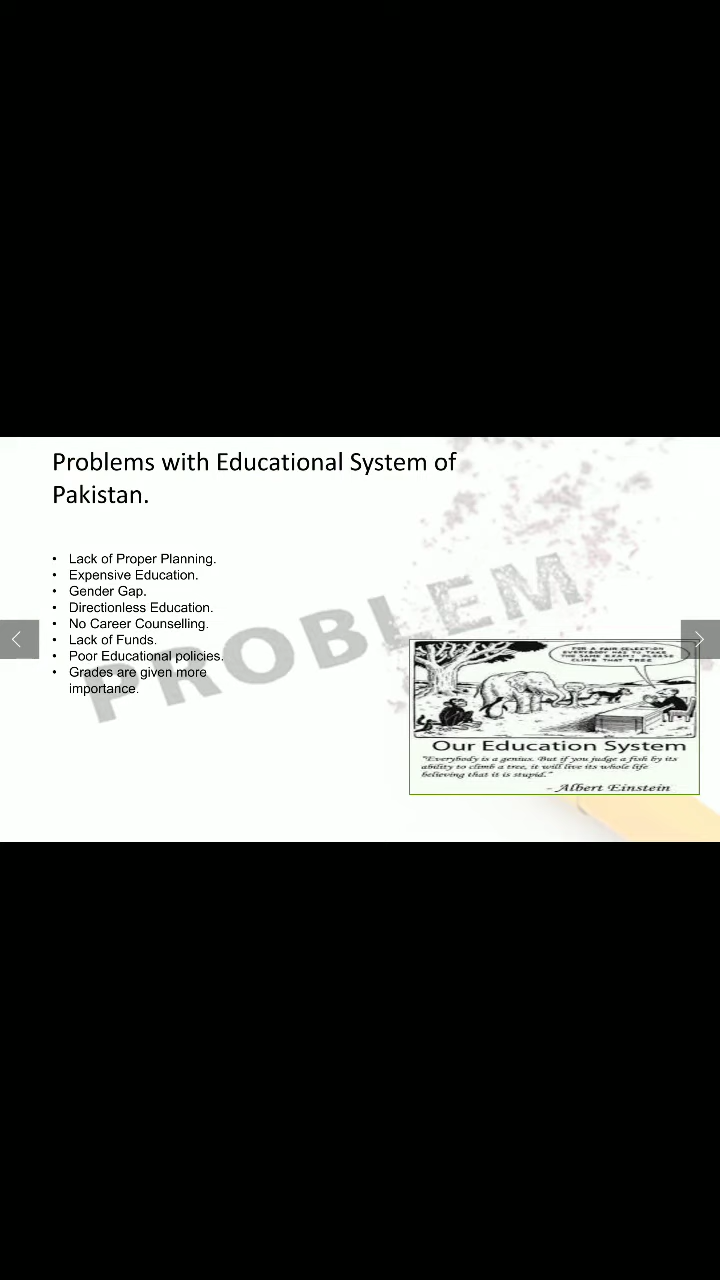 Problems with Educational System of
Pakistan.
• Lack of Proper Planning.
• Expensive Education.
• Gender Gap.
• Directionless Education.
• No Career Counselling.
• Lack of Funds.
• Poor Educational policies.
• Grades are given more
importance.
PROBLEM
FOR A FAIR SELECTION
EVERYBODY HAS TO TAKE
THE SAME EXAM: PLEASE
CLIMB THAT TREE
Our Education System
"Everybody is a genius. But if you judge a fish by its
ability to climb a tree, it will live its whole life
believing that it is stupid."
- Albert Einstein